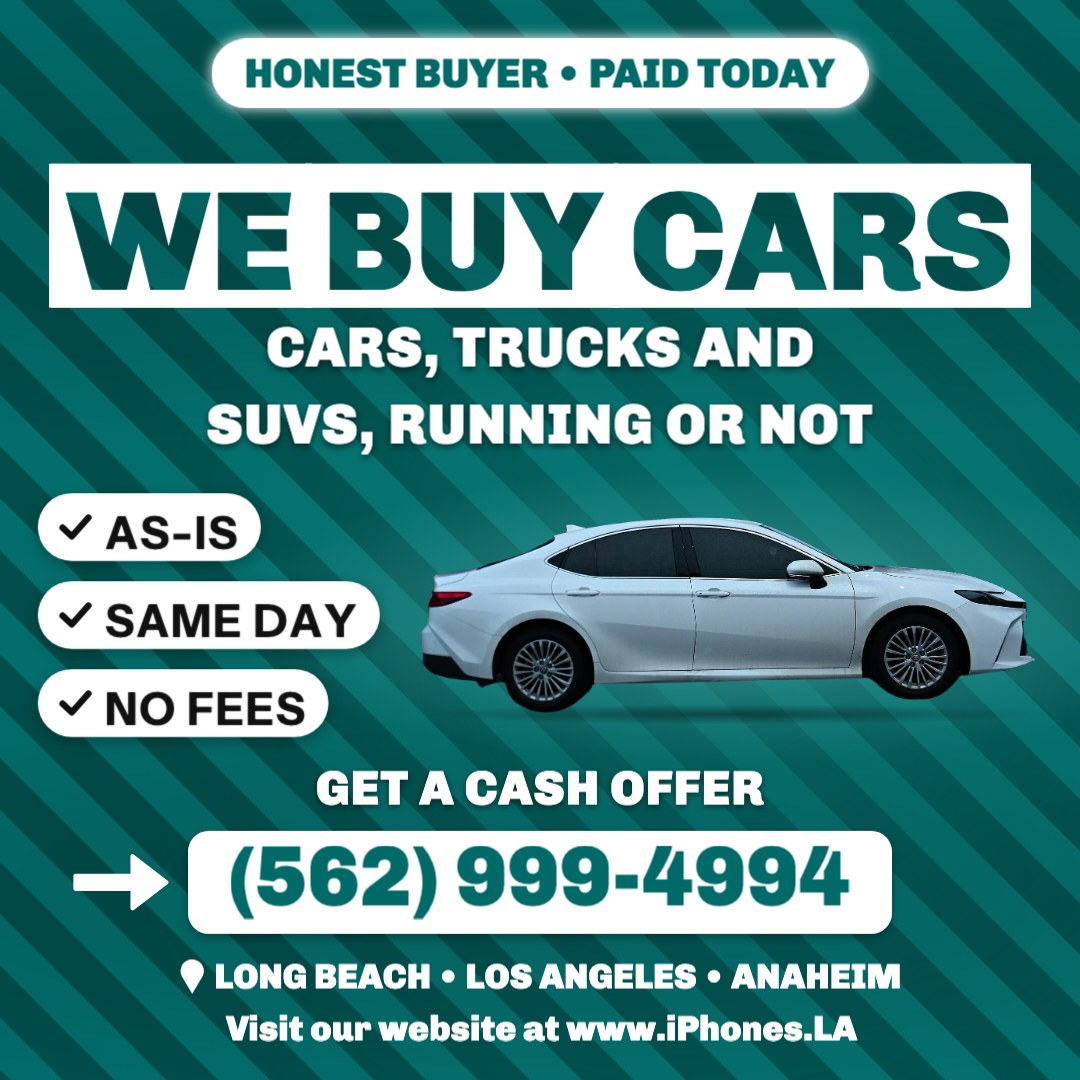 HONEST BUYER • PAID TODAY
WE BUY CARS
CARS, TRUCKS AND
SUVS, RUNNING OR NOT
AS-IS
SAME DAY
NO FEES
GET A CASH OFFER
(562) 999-4994
LONG BEACH • LOS ANGELES • ANAHEIM
Visit our website at www.iPhones.LA